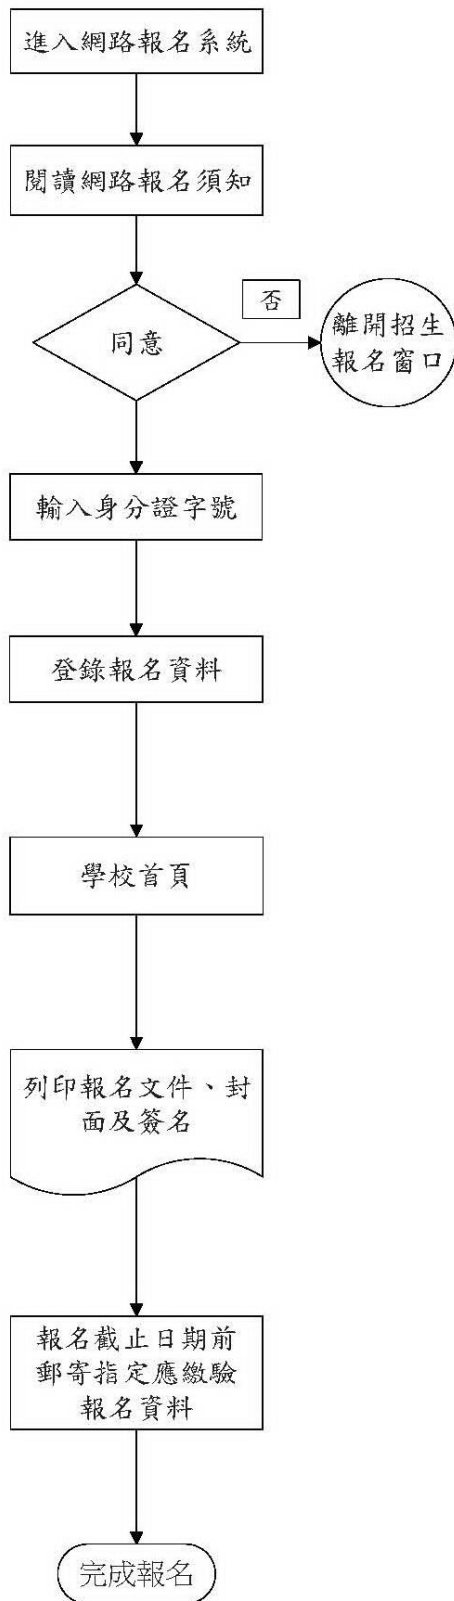 進入網路報名系統
閱讀網路報名須知
同意
否
離開招生
報名窗口
輸入身分證字號
登錄報名資料
學校首頁
列印報名文件、封
面及簽名
報名截止日期前
郵寄指定應繳驗
報名資料
完成報名